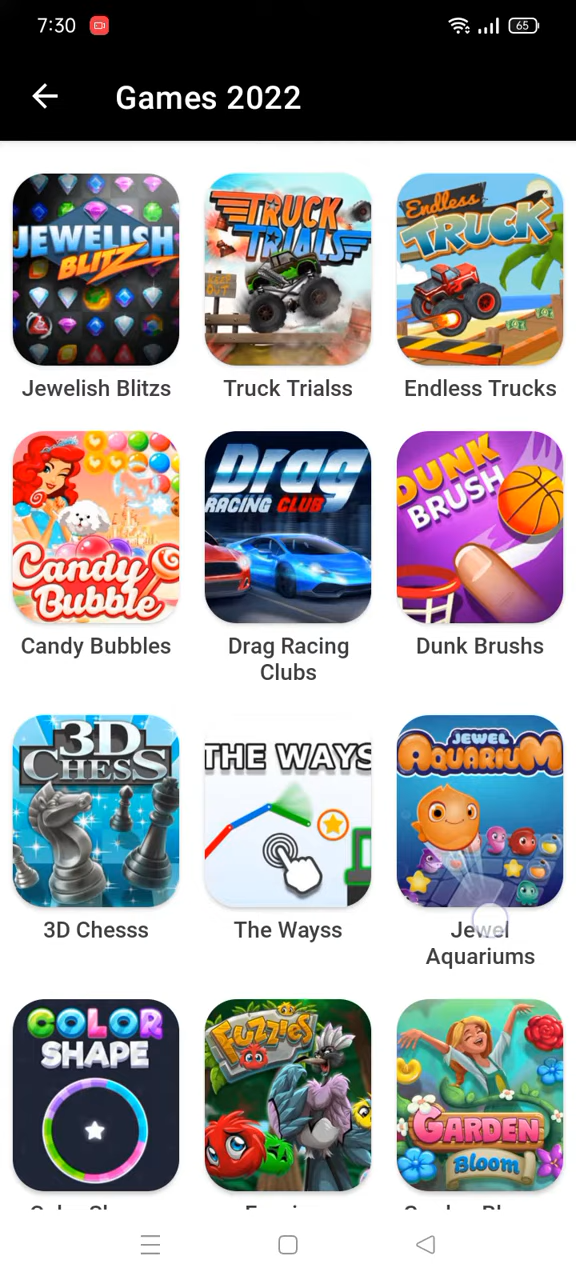 7:30
65
Games 2022
JEWELISH
BLITZ
TRUCK
TRIALS
Endless
TRUCK
Jewelish Blitzs
Truck Trialss
Endless Trucks
Candy
Bubble
Drag
RACING CLUB
DUNK
BRUSH
Candy Bubbles
Drag Racing
Clubs
Dunk Brushs
3D
CHESS
THE WAYS
JEWEL
AQUARIUM
3D Chesss
The Wayss
Jewel
Aquariums
COLOR
SHAPE
FUZZIES
GARDEN
Bloom